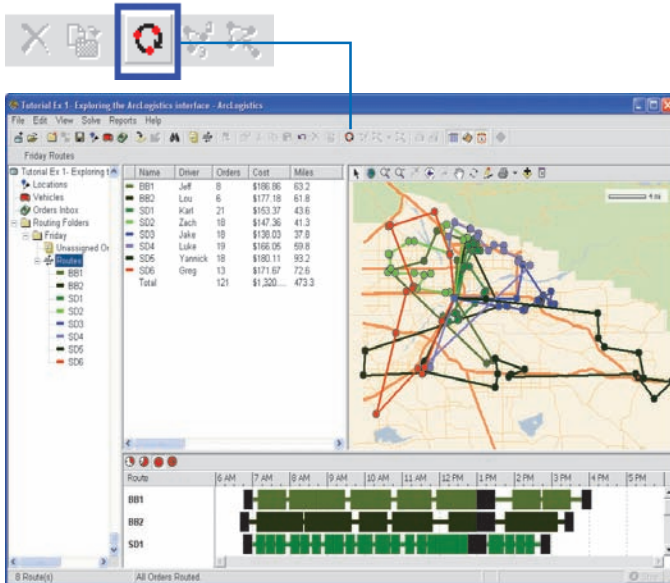 Tutorial Ex 1- Exploring the ArcLogistics interface - ArcLogistics
File Edit View Solve Reports Help
Friday Routes
Tutorial Ex 1- Exploring t
Locations
Vehicles
Orders Inbox
Routing Folders
Friday
Unassigned Or
Routes
BB1
BB2
SD1
SD2
SD3
SD4
SD5
SD6
Name Driver Orders Cost Miles
BB1 Jeff 8 $186.86 63.2
BB2 Lou 6 $177.18 61.8
SD1 Karl 21 $153.37 43.6
SD2 Zach 18 $147.36 41.3
SD3 Jake 18 $138.03 37.8
SD4 Luke 19 $166.05 59.8
SD5 Yannick 18 $180.11 93.2
SD6 Greg 13 $171.67 72.6
Total 121 $1,320.... 473.3
Route 6 AM 7 AM 8 AM 9 AM 10 AM 11 AM 12 PM 1 PM 2 PM 3 PM 4 PM 5 PM
BB1
BB2
SD1
8 Route(s) All Orders Routed.